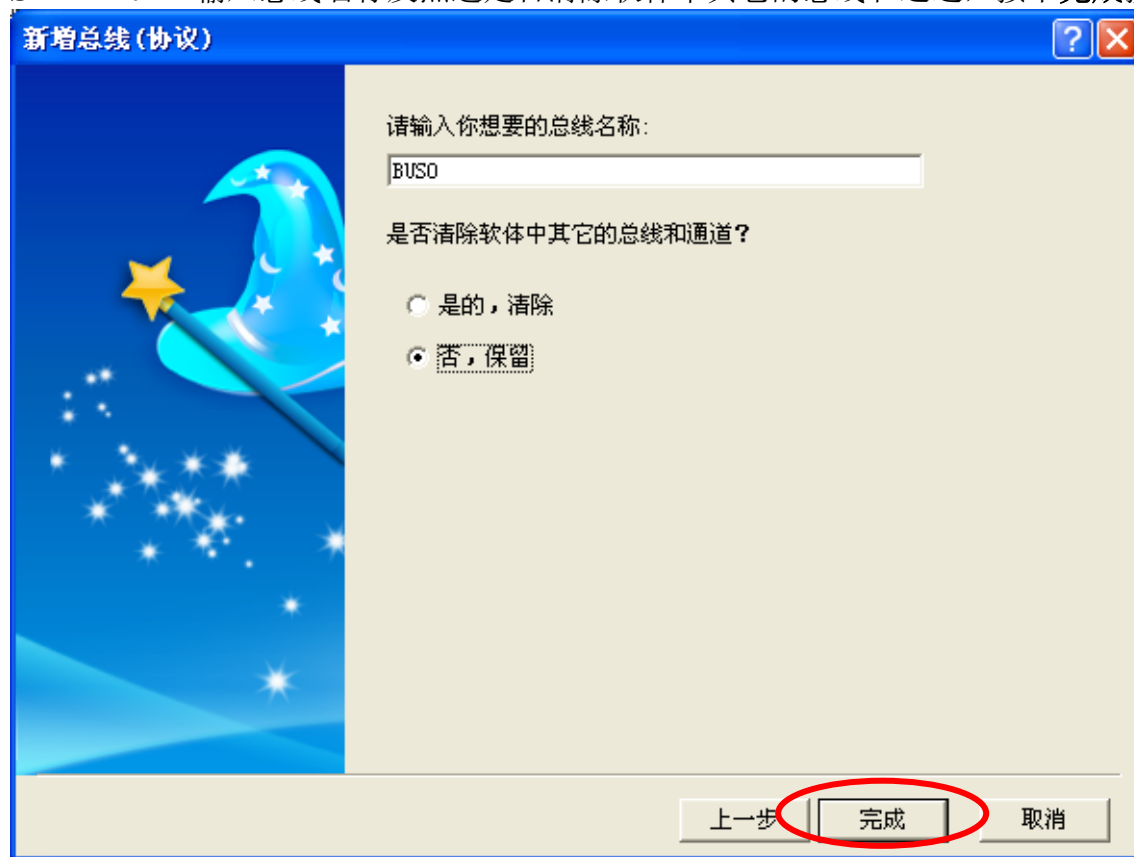 新增总线(协议)
请输入你想要的总线名称:
BUS0
是否清除软体中其它的总线和通道?
是的,清除
否,保留
上一步
完成
取消